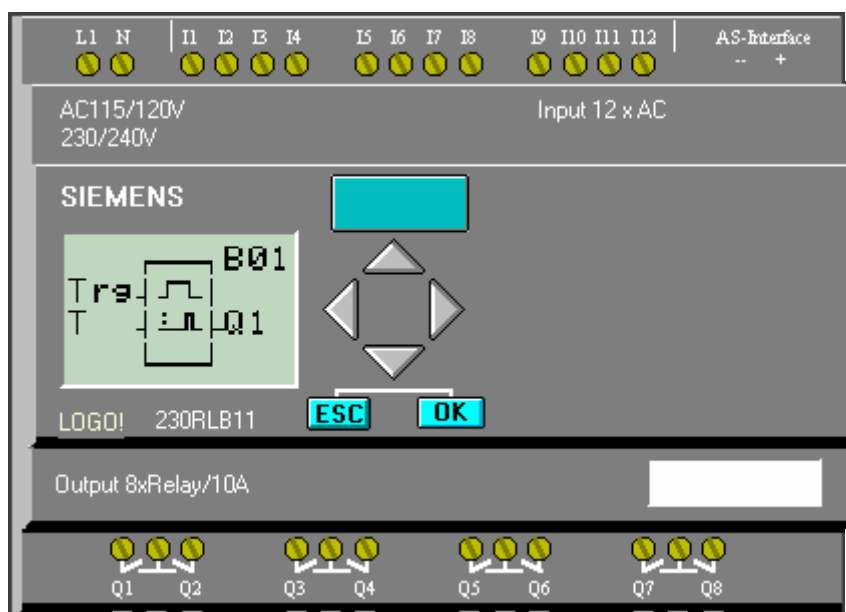 L1 N I1 I2 I3 I4 I5 I6 I7 I8 I9 I10 I11 I12 AS-Interface
-- +
AC115/120V Input 12 x AC
230/240V
SIEMENS
B01
Trg
T Q1
ESC OK
LOGO! 230RLB11
Output 8xRelay/10A
Q1 Q2 Q3 Q4 Q5 Q6 Q7 Q8